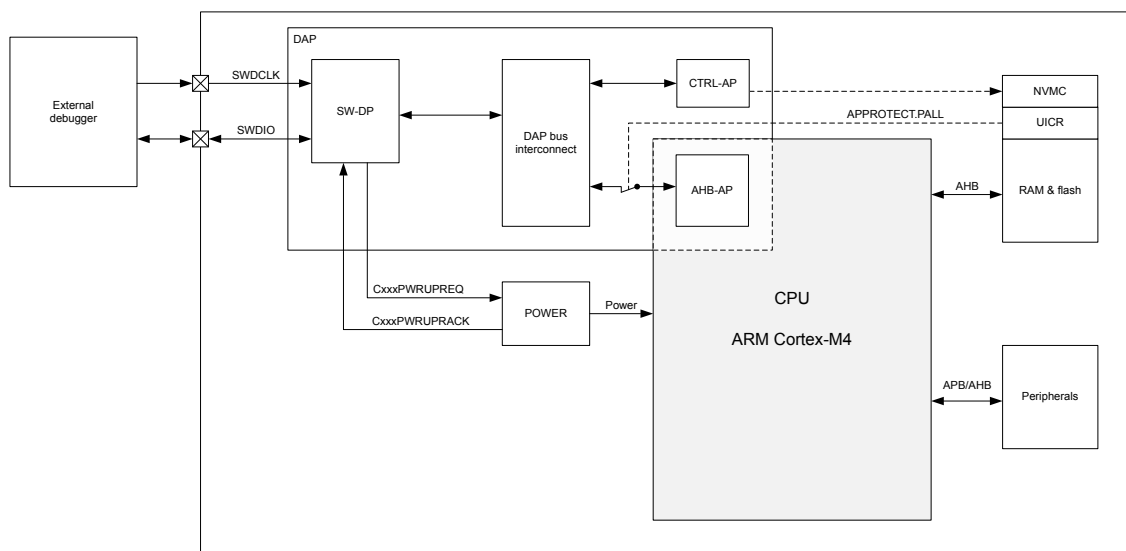 DAP
External
debugger
SWDCLK
SWDIO
SW-DP
DAP bus
interconnect
CTRL-AP
NVMC
APPROTECT.PALL
UICR
AHB-AP
AHB
RAM & flash
CxxxPWRUPREQ
CxxxPWRUPRACK
POWER
Power
CPU
ARM Cortex-M4
APB/AHB
Peripherals